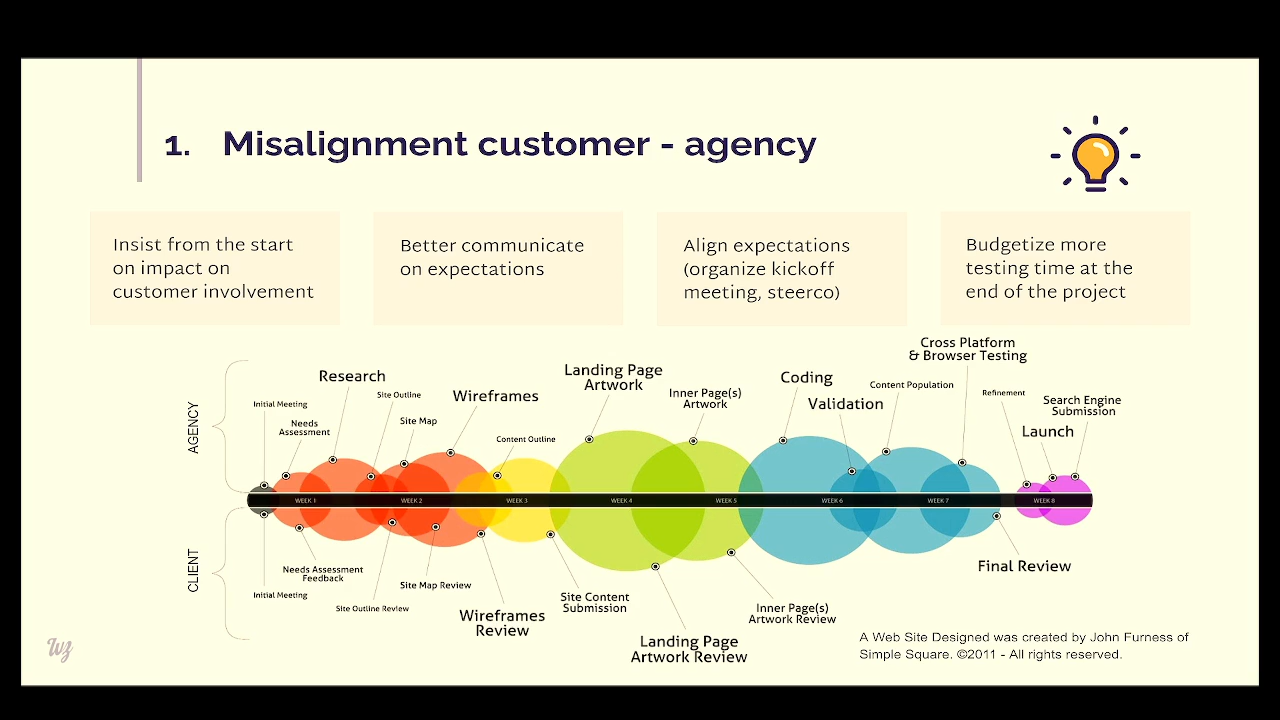 1. Misalignment customer - agency
Insist from the start
on impact on
customer involvement
Better communicate
on expectations
Align expectations
(organize kickoff
meeting, steerco)
Budgetize more
testing time at the
end of the project
AGENCY
Initial Meeting
Needs
Assessment
Research
Site Outline
Site Map
Wireframes
Content Outline
Landing Page
Artwork
Inner Page(s)
Artwork
Coding
Validation
Content Population
Cross Platform
& Browser Testing
Refinement
Launch
Search Engine
Submission
WEEK 1
WEEK 2
WEEK 3
WEEK 4
WEEK 5
WEEK 6
WEEK 7
WEEK 8
CLIENT
Initial Meeting
Needs Assessment
Feedback
Site Outline Review
Site Map Review
Wireframes
Review
Site Content
Submission
Landing Page
Artwork Review
Inner Page(s)
Artwork Review
Final Review
A Web Site Designed was created by John Furness of
Simple Square. ©2011 - All rights reserved.
wz